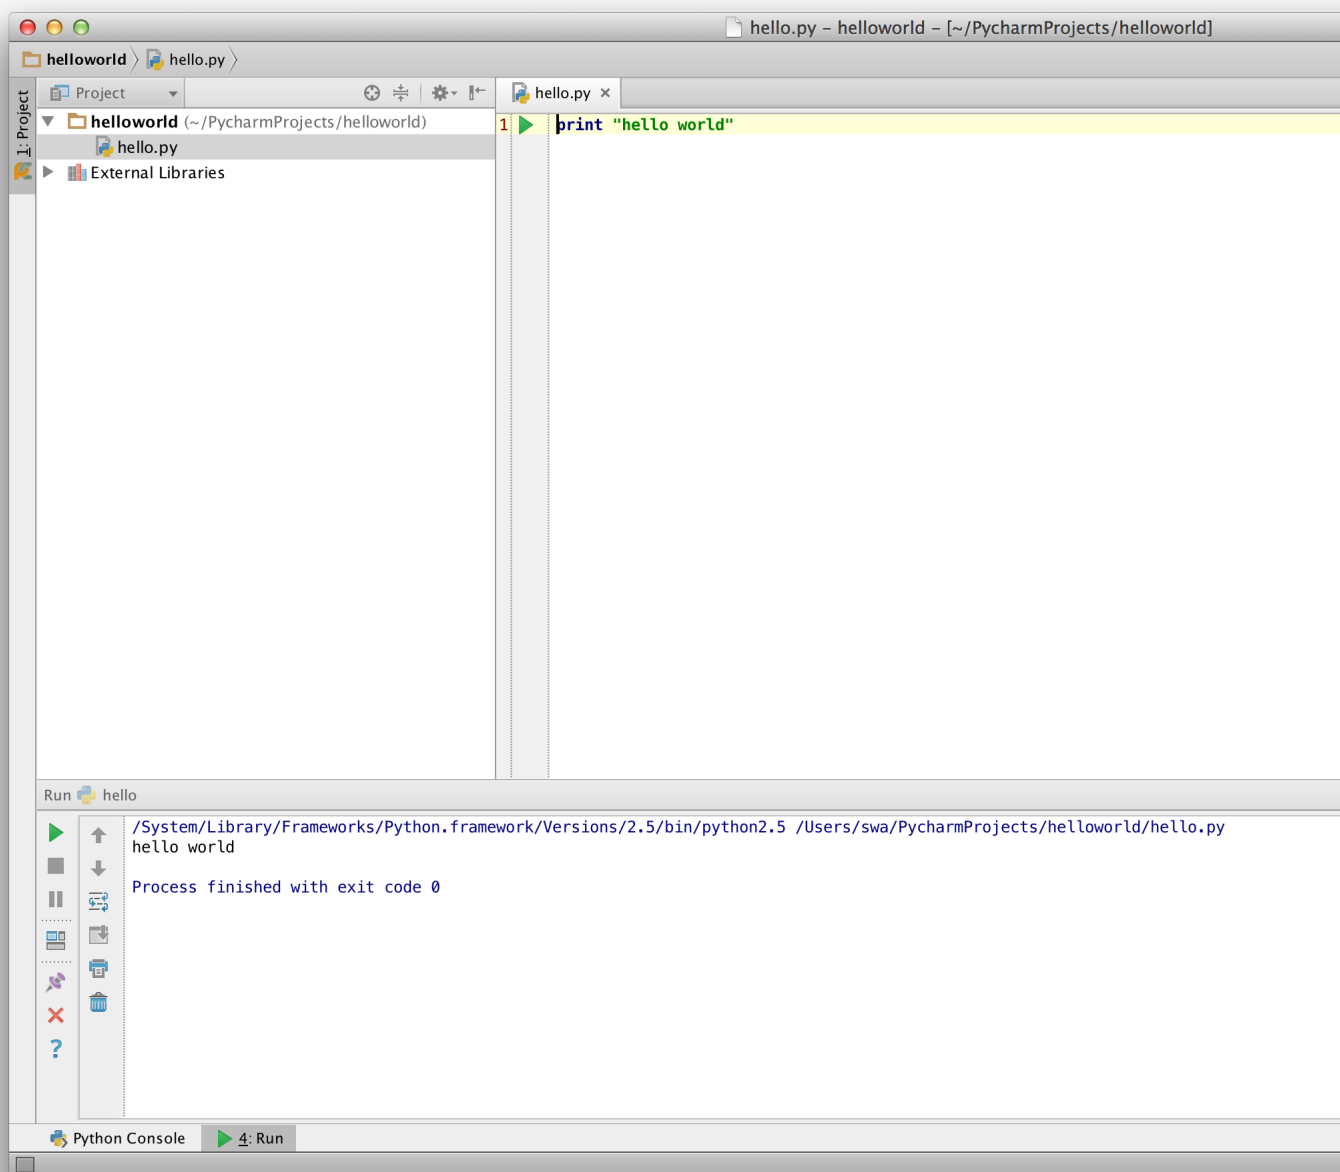 hello.py – helloworld – [~/PycharmProjects/helloworld]
helloworld hello.py
1: Project
Project
helloworld (~/PycharmProjects/helloworld)
hello.py
External Libraries
hello.py
1 print "hello world"
Run hello
/System/Library/Frameworks/Python.framework/Versions/2.5/bin/python2.5 /Users/swa/PycharmProjects/helloworld/hello.py
hello world
Process finished with exit code 0
Python Console 4: Run